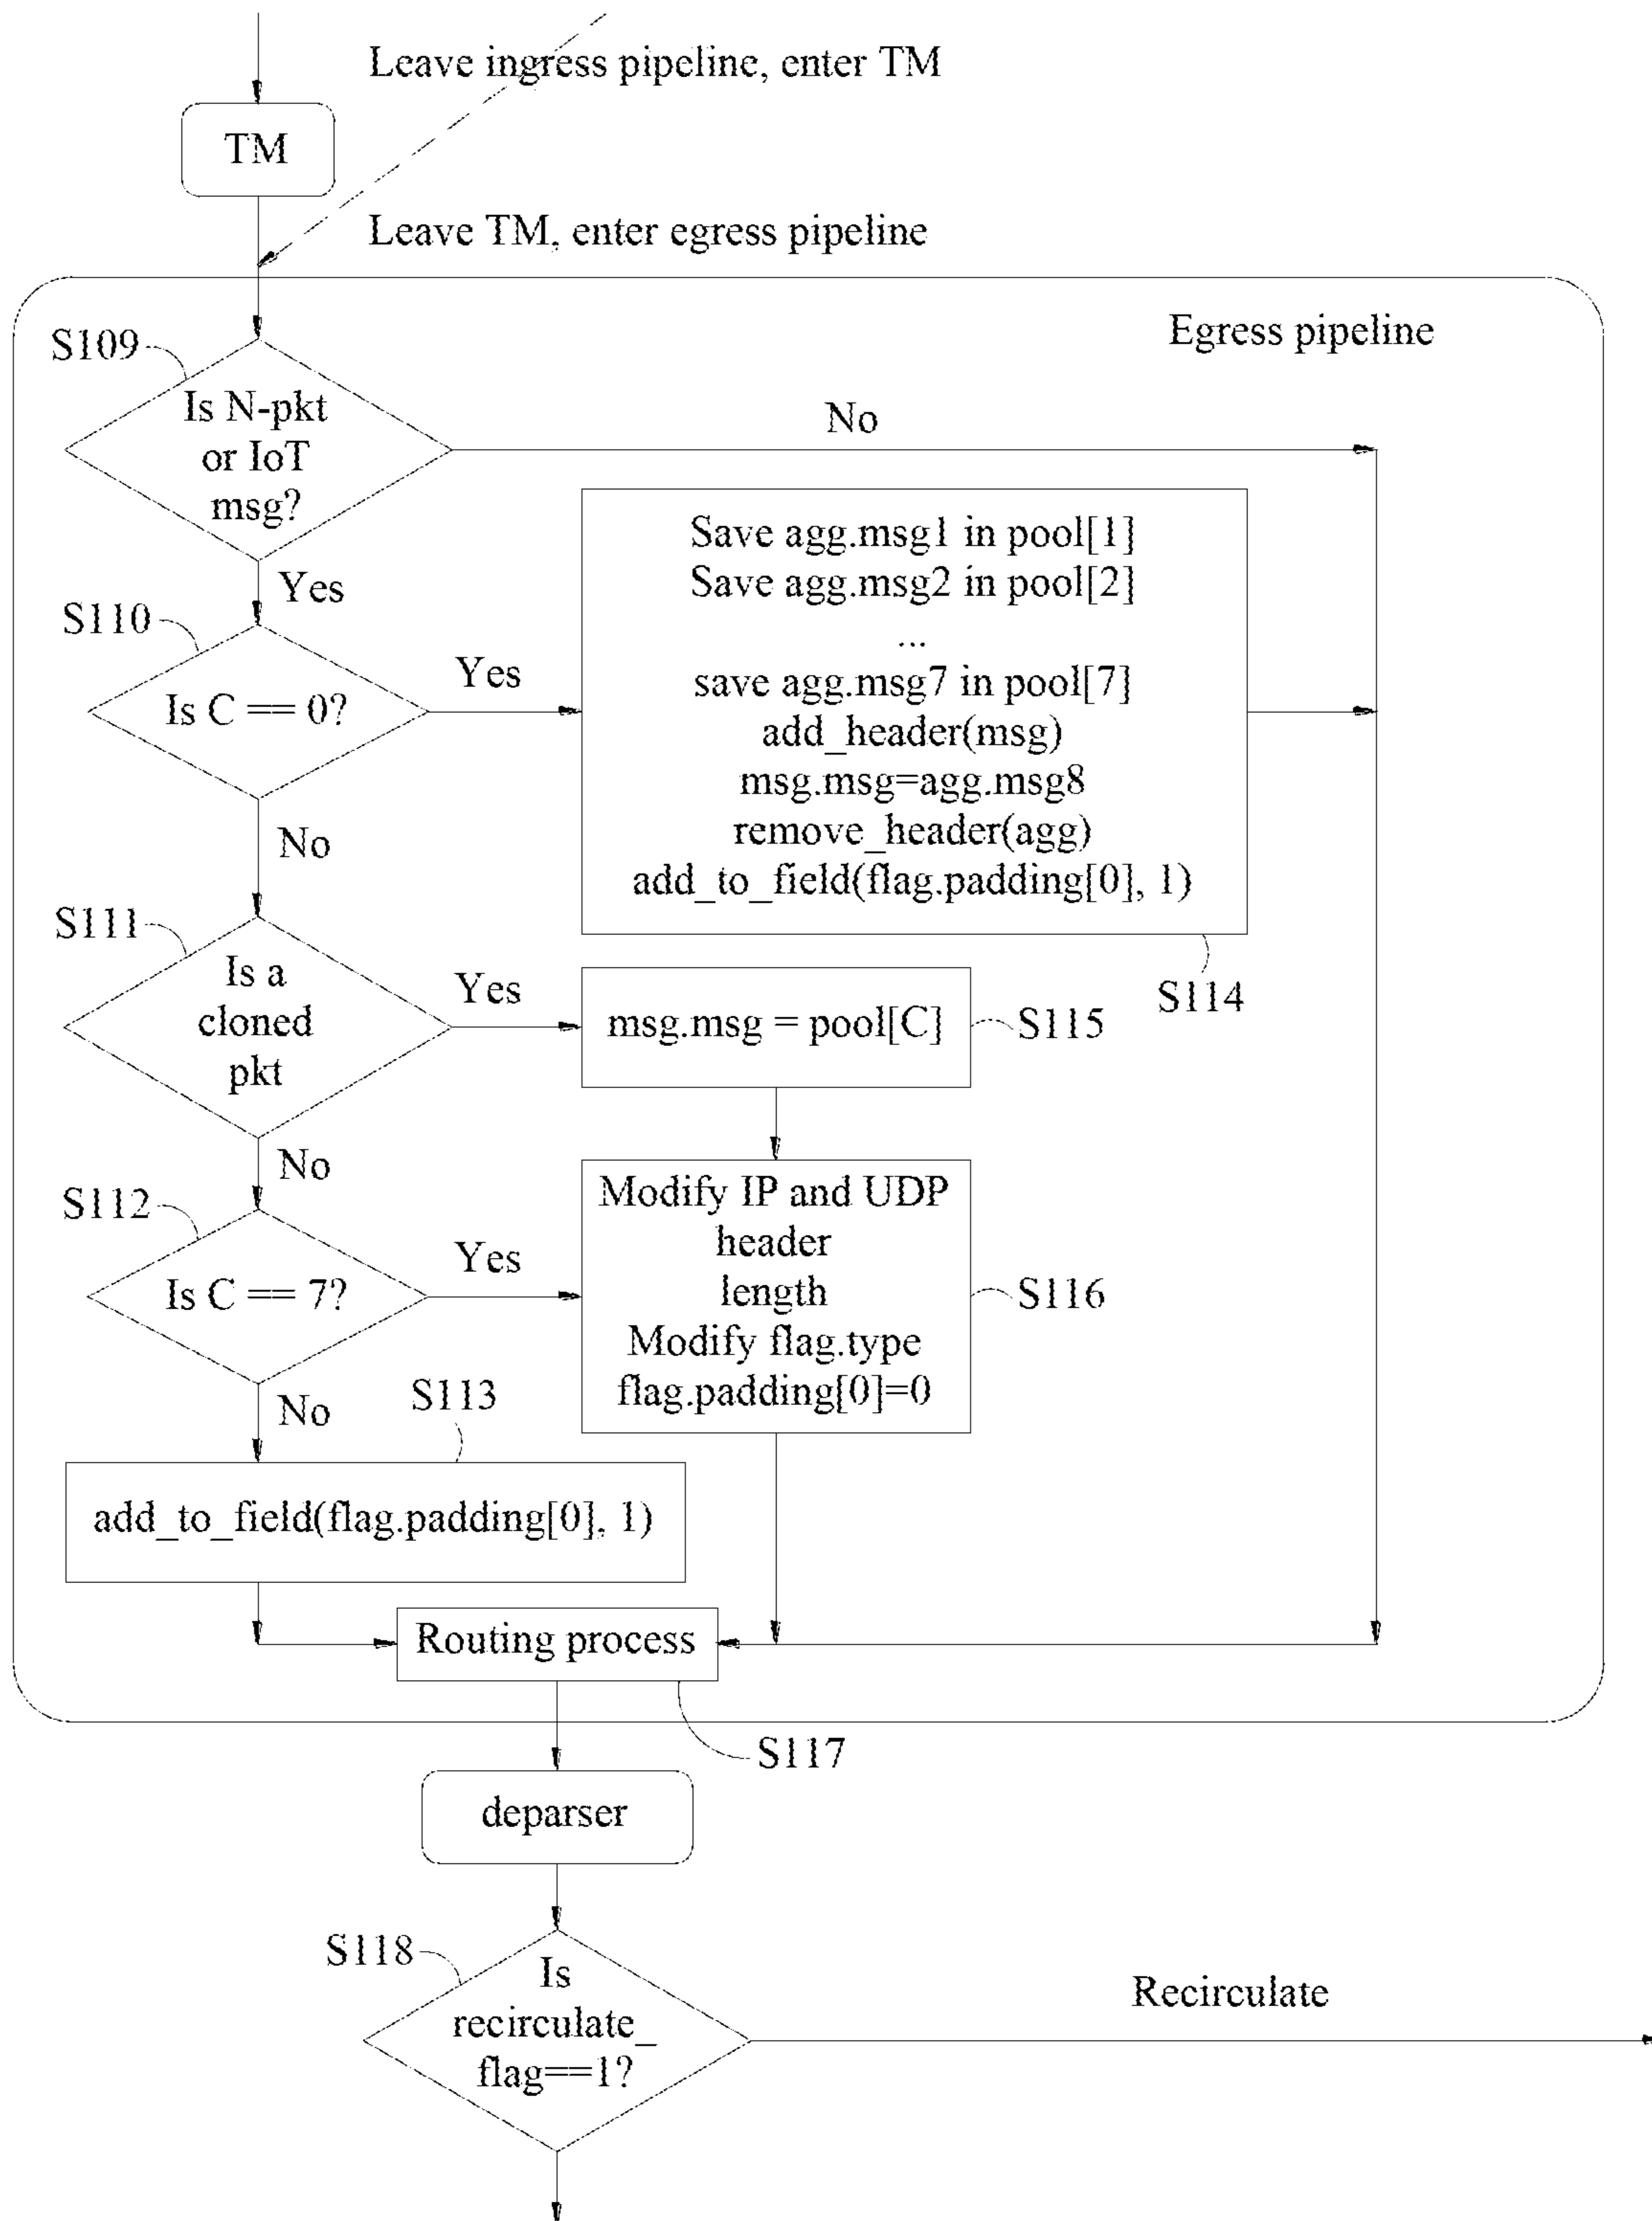 Leave ingress pipeline, enter TM
TM
Leave TM, enter egress pipeline
Egress pipeline
S109
Is N-pkt
or IoT
msg?
No
Yes
S110
Is C == 0?
Yes
Save agg.msg1 in pool[1]
Save agg.msg2 in pool[2]
...
save agg.msg7 in pool[7]
add_header(msg)
msg.msg=agg.msg8
remove_header(agg)
add_to_field(flag.padding[0], 1)
S114
No
S111
Is a
cloned
pkt
Yes
msg.msg = pool[C]
S115
No
S112
Is C == 7?
Yes
Modify IP and UDP
header
length
Modify flag.type
flag.padding[0]=0
S116
No
S113
add_to_field(flag.padding[0], 1)
Routing process
S117
deparser
S118
Is
recirculate_
flag==1?
Recirculate